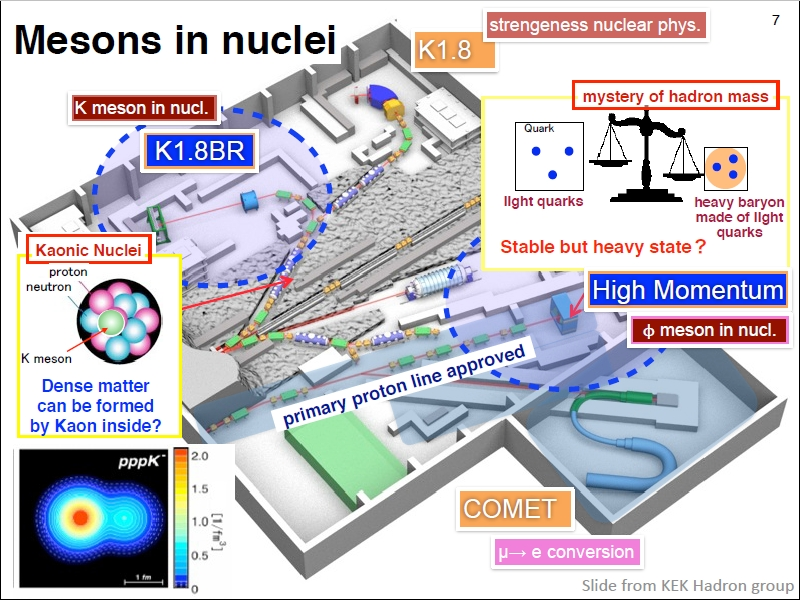 Mesons in nuclei
strengeness nuclear phys.
7
K1.8
K meson in nucl.
K1.8BR
mystery of hadron mass
Quark
light quarks
heavy baryon
made of light
quarks
Stable but heavy state ?
Kaonic Nuclei
proton
neutron
K meson
Dense matter
can be formed
by Kaon inside?
High Momentum
ϕ meson in nucl.
primary proton line approved
pppK⁻
1 fm
2.0
1.5
1.0
0.5
0
[1/fm³]
COMET
μ→ e conversion
Slide from KEK Hadron group